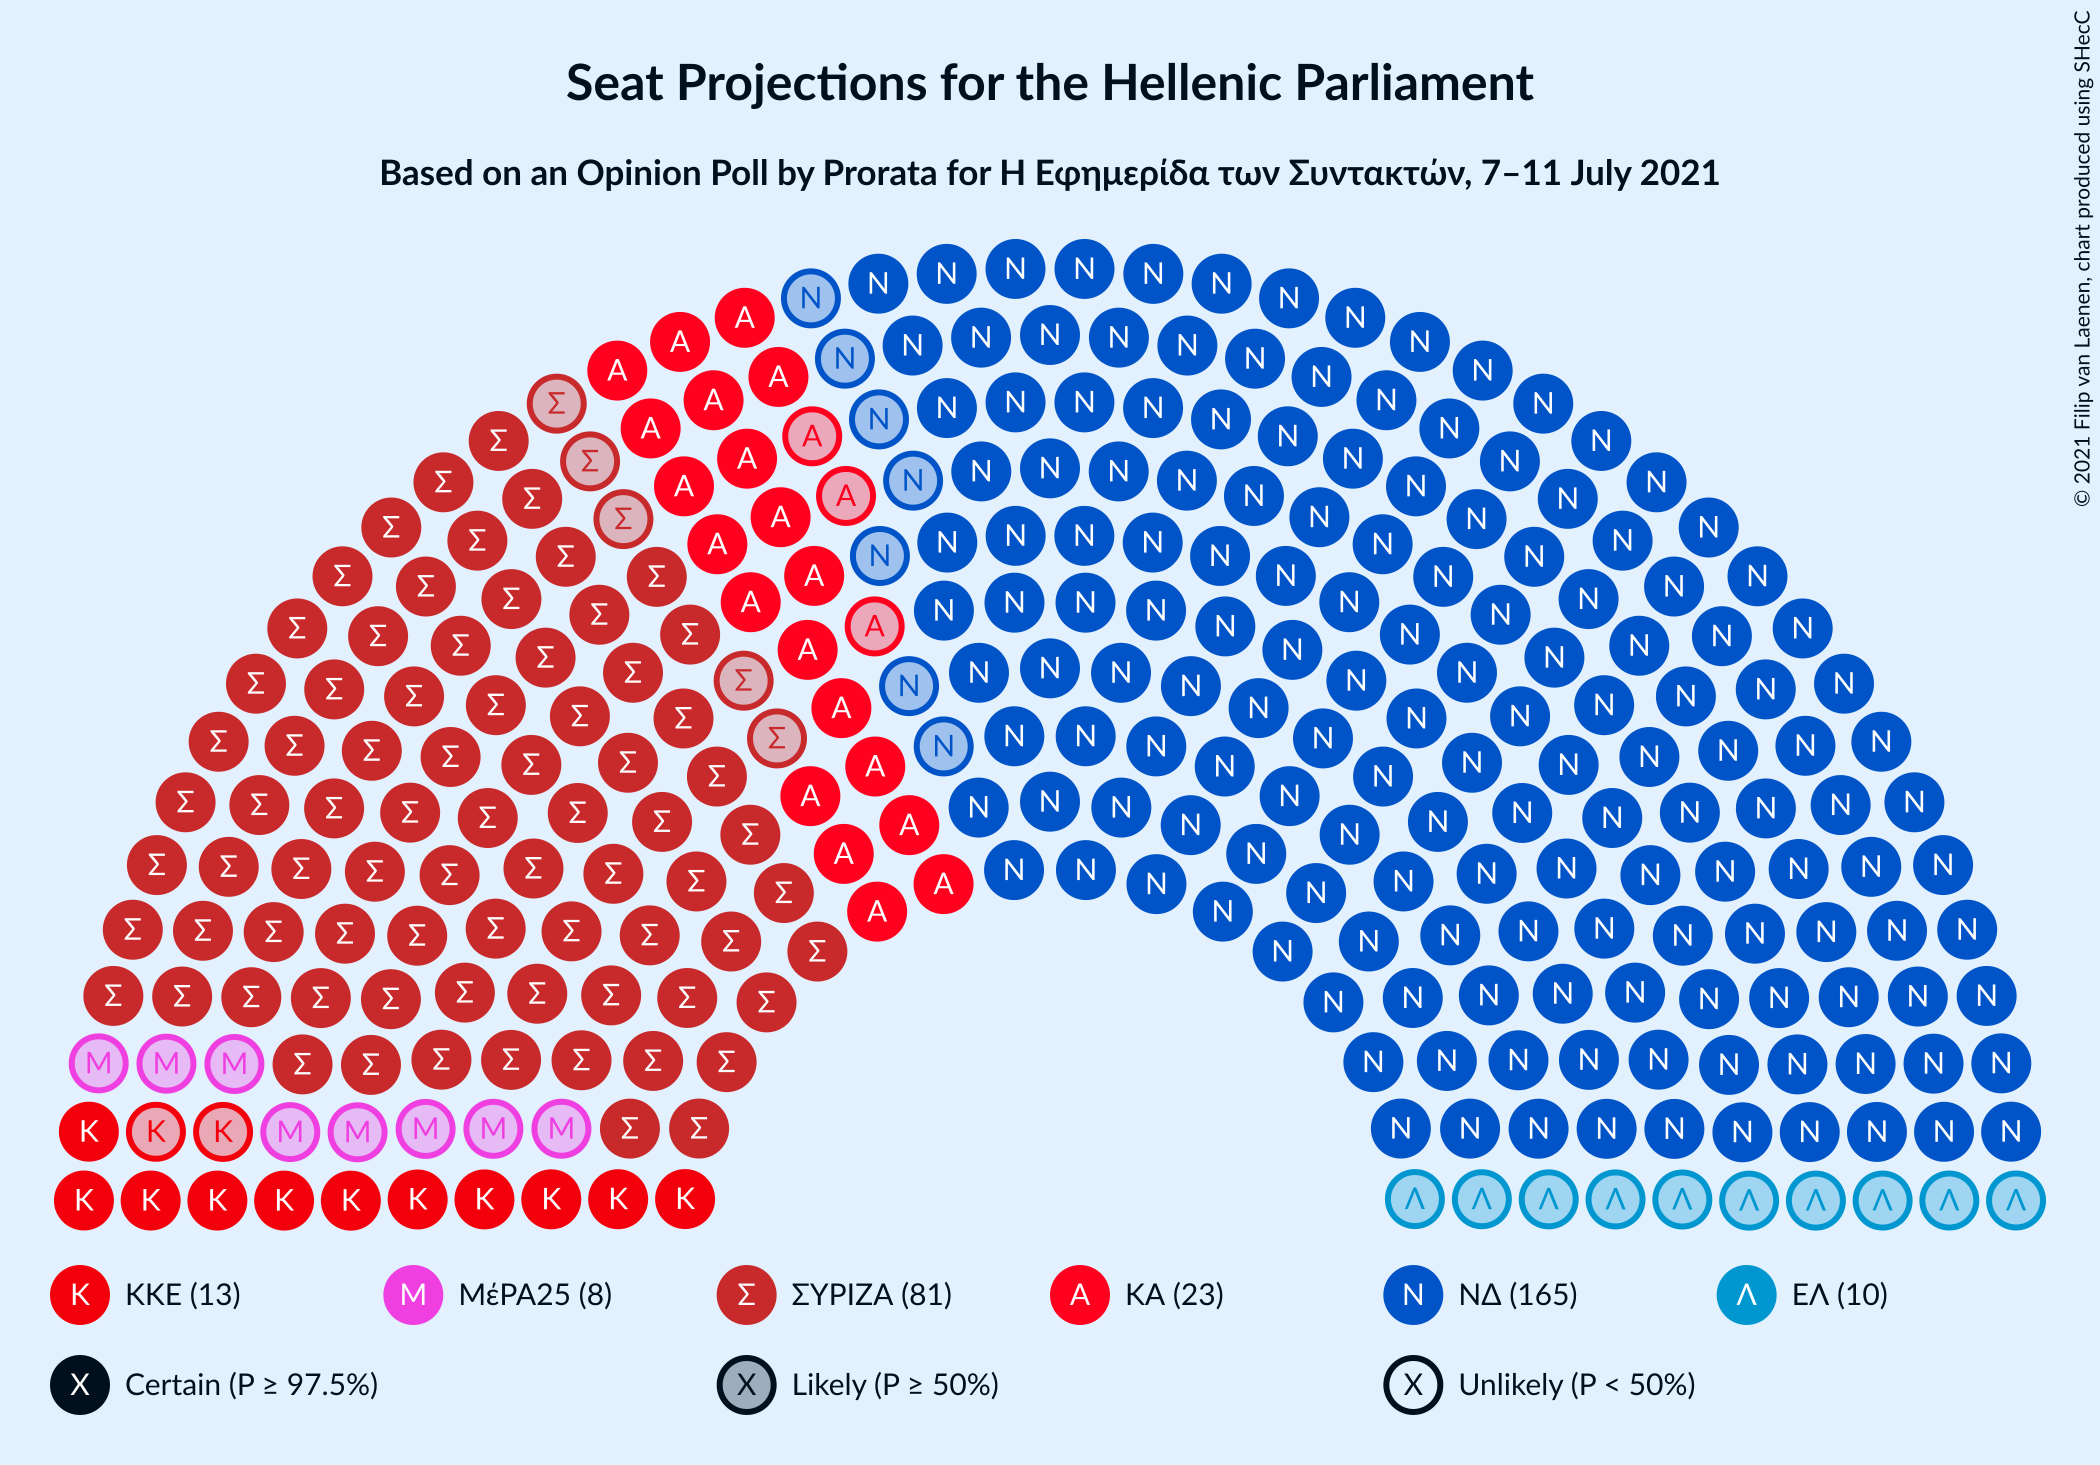 Seat Projections for the Hellenic Parliament
Based on an Opinion Poll by Prorata for Η Εφημερίδα των Συντακτών, 7–11 July 2021
© 2021 Filip van Laenen, chart produced using SHecC
Κ ΚΚΕ (13) Μ ΜέΡΑ25 (8) Σ ΣΥΡΙΖΑ (81) Α ΚΑ (23) Ν ΝΔ (165) Λ ΕΛ (10)
X Certain (P ≥ 97.5%) X Likely (P ≥ 50%) X Unlikely (P < 50%)